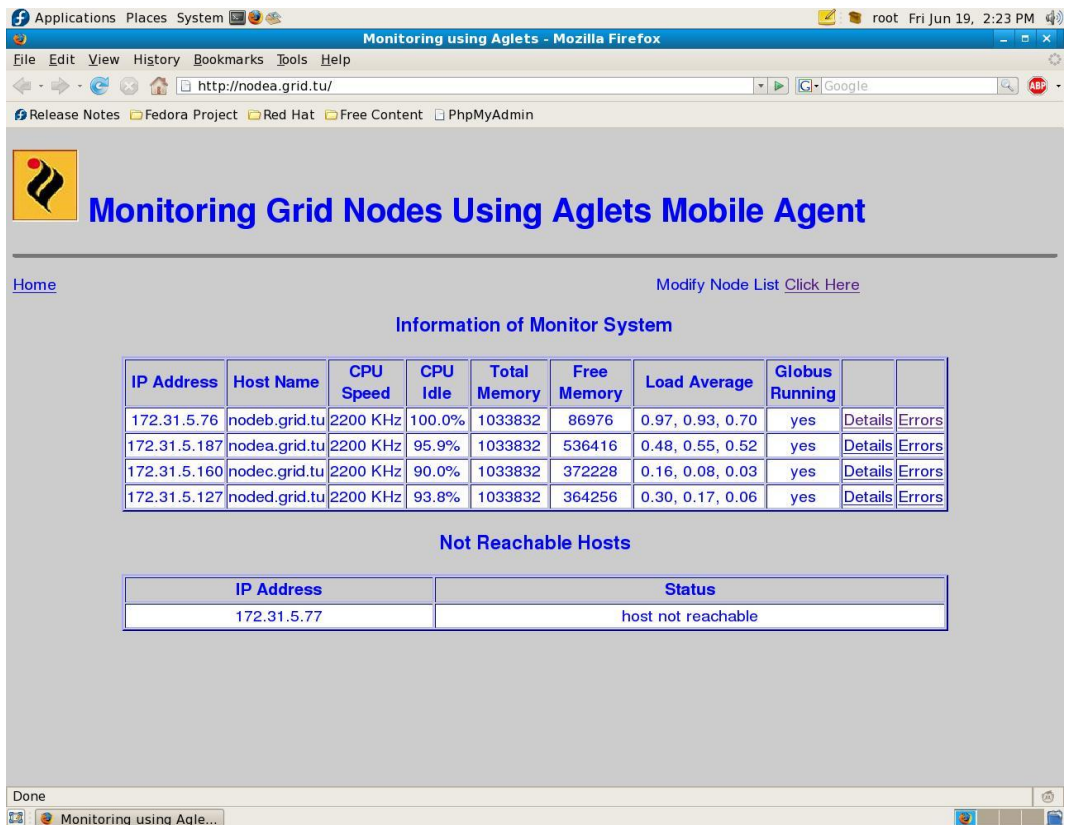 Applications Places System root Fri Jun 19, 2:23 PM
Monitoring using Aglets - Mozilla Firefox
File Edit View History Bookmarks Tools Help
http://nodea.grid.tu/ G Google ABP
Release Notes Fedora Project Red Hat Free Content PhpMyAdmin
Monitoring Grid Nodes Using Aglets Mobile Agent
Home Modify Node List Click Here
Information of Monitor System
IP Address Host Name CPU Speed CPU Idle Total Memory Free Memory Load Average Globus Running
172.31.5.76 nodeb.grid.tu 2200 KHz 100.0% 1033832 86976 0.97, 0.93, 0.70 yes Details Errors
172.31.5.187 nodea.grid.tu 2200 KHz 95.9% 1033832 536416 0.48, 0.55, 0.52 yes Details Errors
172.31.5.160 nodec.grid.tu 2200 KHz 90.0% 1033832 372228 0.16, 0.08, 0.03 yes Details Errors
172.31.5.127 noded.grid.tu 2200 KHz 93.8% 1033832 364256 0.30, 0.17, 0.06 yes Details Errors
Not Reachable Hosts
IP Address Status
172.31.5.77 host not reachable
Done
Monitoring using Agle...